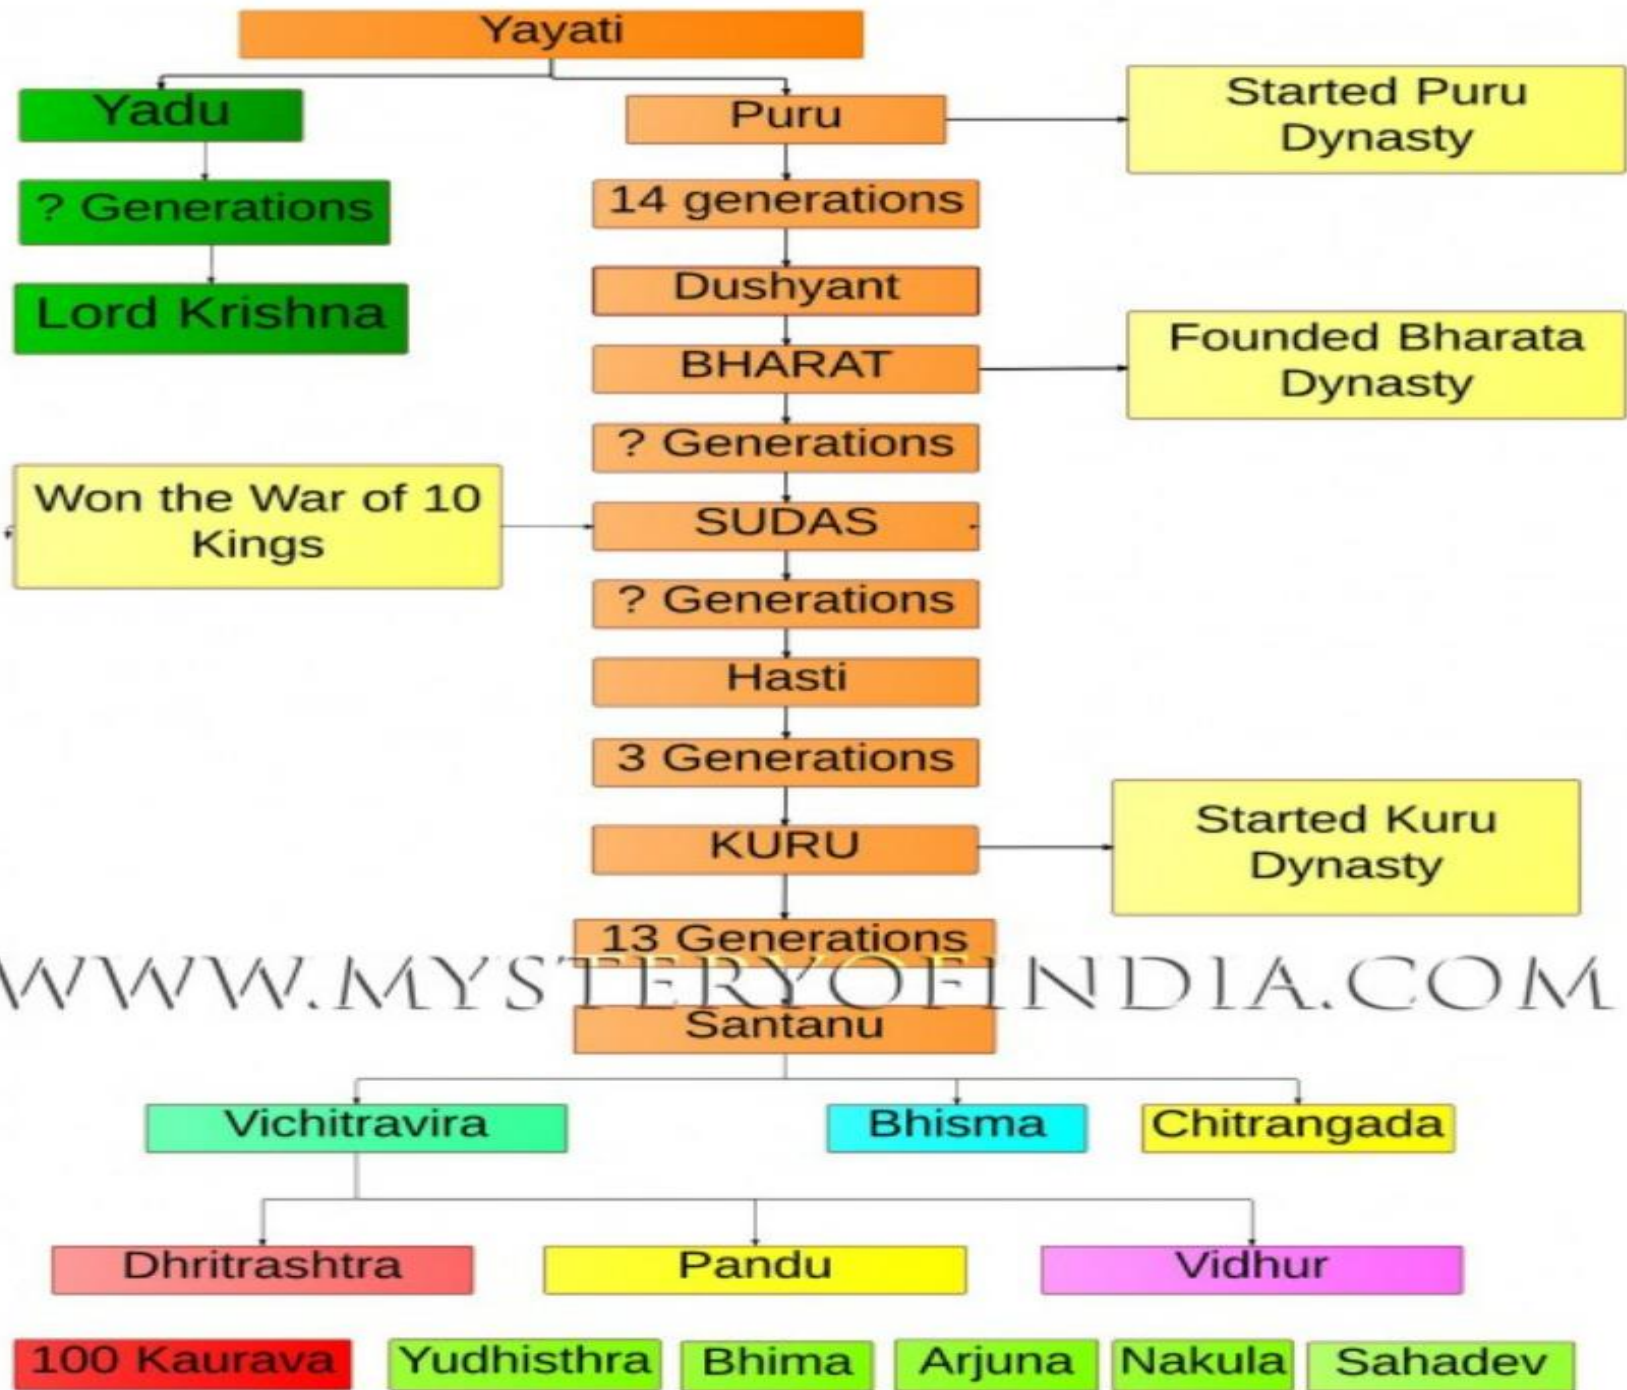 Yayati
Yadu
Puru
Started Puru
Dynasty
? Generations
14 generations
Dushyant
Lord Krishna
BHARAT
Founded Bharata
Dynasty
? Generations
Won the War of 10
Kings
SUDAS
? Generations
Hasti
3 Generations
KURU
Started Kuru
Dynasty
13 Generations
WWW.MYSTERYOFINDIA.COM
Santanu
Vichitravira
Bhisma
Chitrangada
Dhritrashtra
Pandu
Vidhur
100 Kaurava
Yudhisthra
Bhima
Arjuna
Nakula
Sahadev